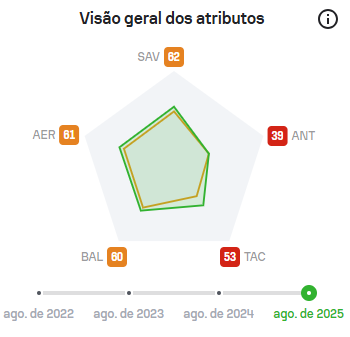 Visão geral dos atributos
SAV 62
AER 61
39 ANT
BAL 60
53 TAC
ago. de 2022 ago. de 2023 ago. de 2024 ago. de 2025